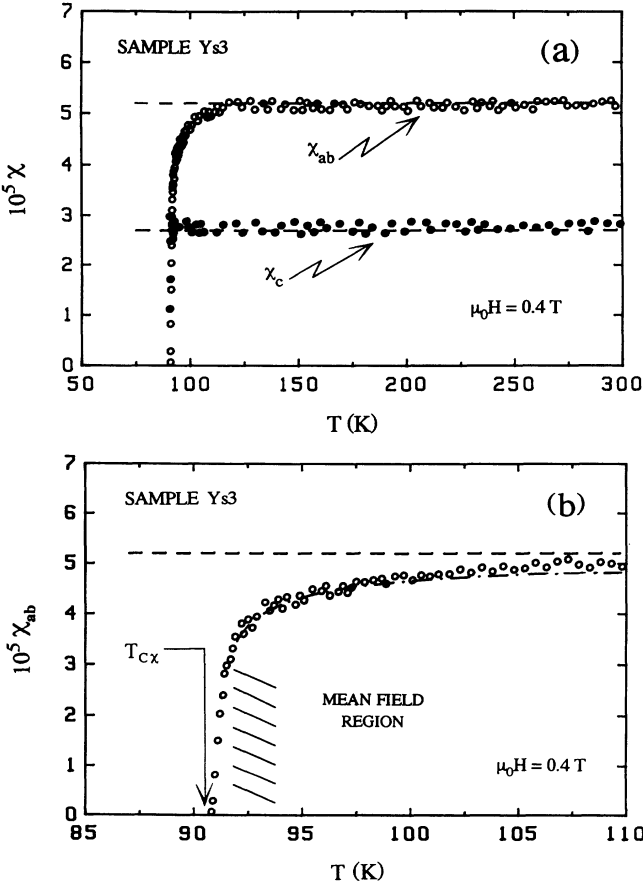 7
SAMPLE Ys3
(a)
6
5
χab
4
10⁵ χ
3
2
χc
1
μ₀H = 0.4 T
0
50 100 150 200 250 300
T (K)
7
SAMPLE Ys3
(b)
6
5
4
10⁵ χab
TCχ
3
MEAN FIELD
REGION
2
1
μ₀H = 0.4 T
0
85 90 95 100 105 110
T (K)